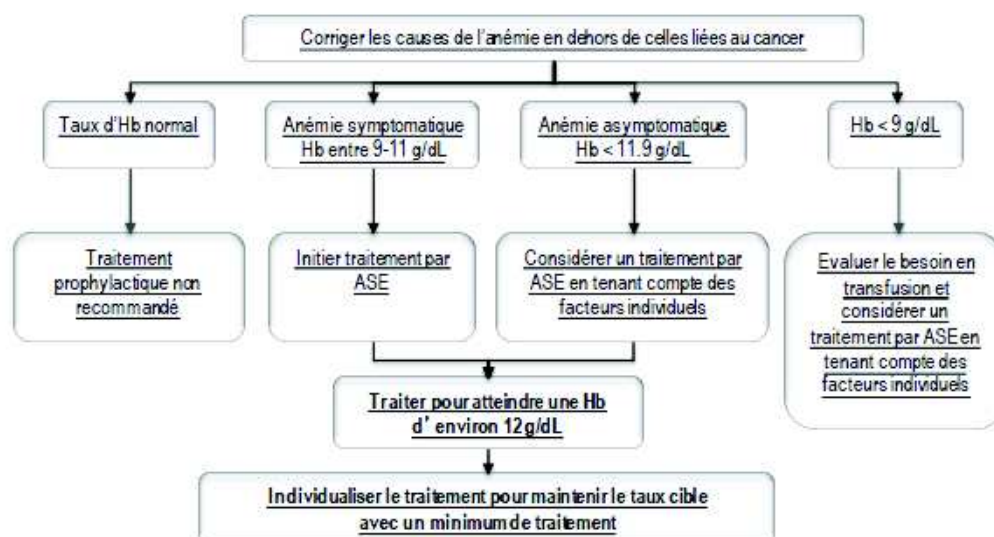 Corriger les causes de l'anémie en dehors de celles liées au cancer
Taux d'Hb normal
Anémie symptomatique
Hb entre 9-11 g/dL
Anémie asymptomatique
Hb < 11.9 g/dL
Hb < 9 g/dL
Traitement
prophylactique non
recommandé
Initier traitement par
ASE
Considérer un traitement par
ASE en tenant compte des
facteurs individuels
Evaluer le besoin en
transfusion et
considérer un
traitement par ASE en
tenant compte des
facteurs individuels
Traiter pour atteindre une Hb
d' environ 12g/dL
Individualiser le traitement pour maintenir le taux cible
avec un minimum de traitement